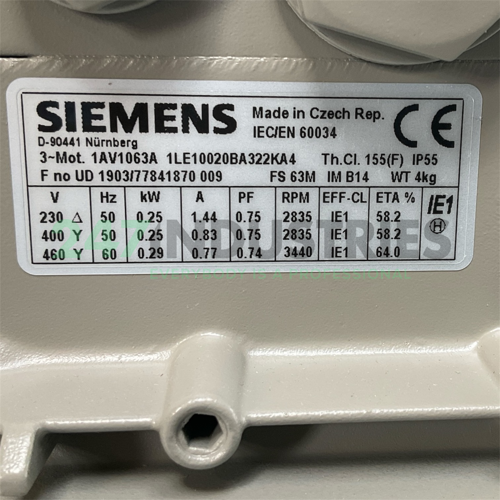 SIEMENS
D-90441 Nürnberg
Made in Czech Rep.
IEC/EN 60034
CE
3~Mot. 1AV1063A 1LE10020BA322KA4 Th.Cl. 155(F) IP55
F no UD 1903/77841870 009 FS 63M IM B14 WT 4kg
V Hz kW A PF RPM EFF-CL ETA %
230 Δ 50 0.25 1.44 0.75 2835 IE1 58.2
400 Y 50 0.25 0.83 0.75 2835 IE1 58.2
460 Y 60 0.29 0.77 0.74 3440 IE1 64.0
IE1
H
247 INDUSTRIES